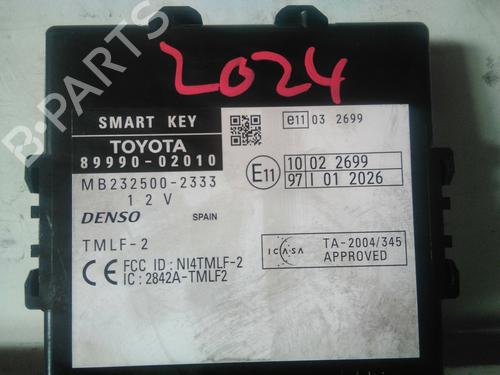 B-PARTS
2024
SMART KEY
TOYOTA
89990-02010
MB232500-2333
12V
DENSO
SPAIN
TMLF-2
CE FCC ID : NI4TMLF-2
IC : 2842A-TMLF2
e11 03 2699
E11
10 02 2699
97 I 01 2026
ICASA
TA-2004/345
APPROVED